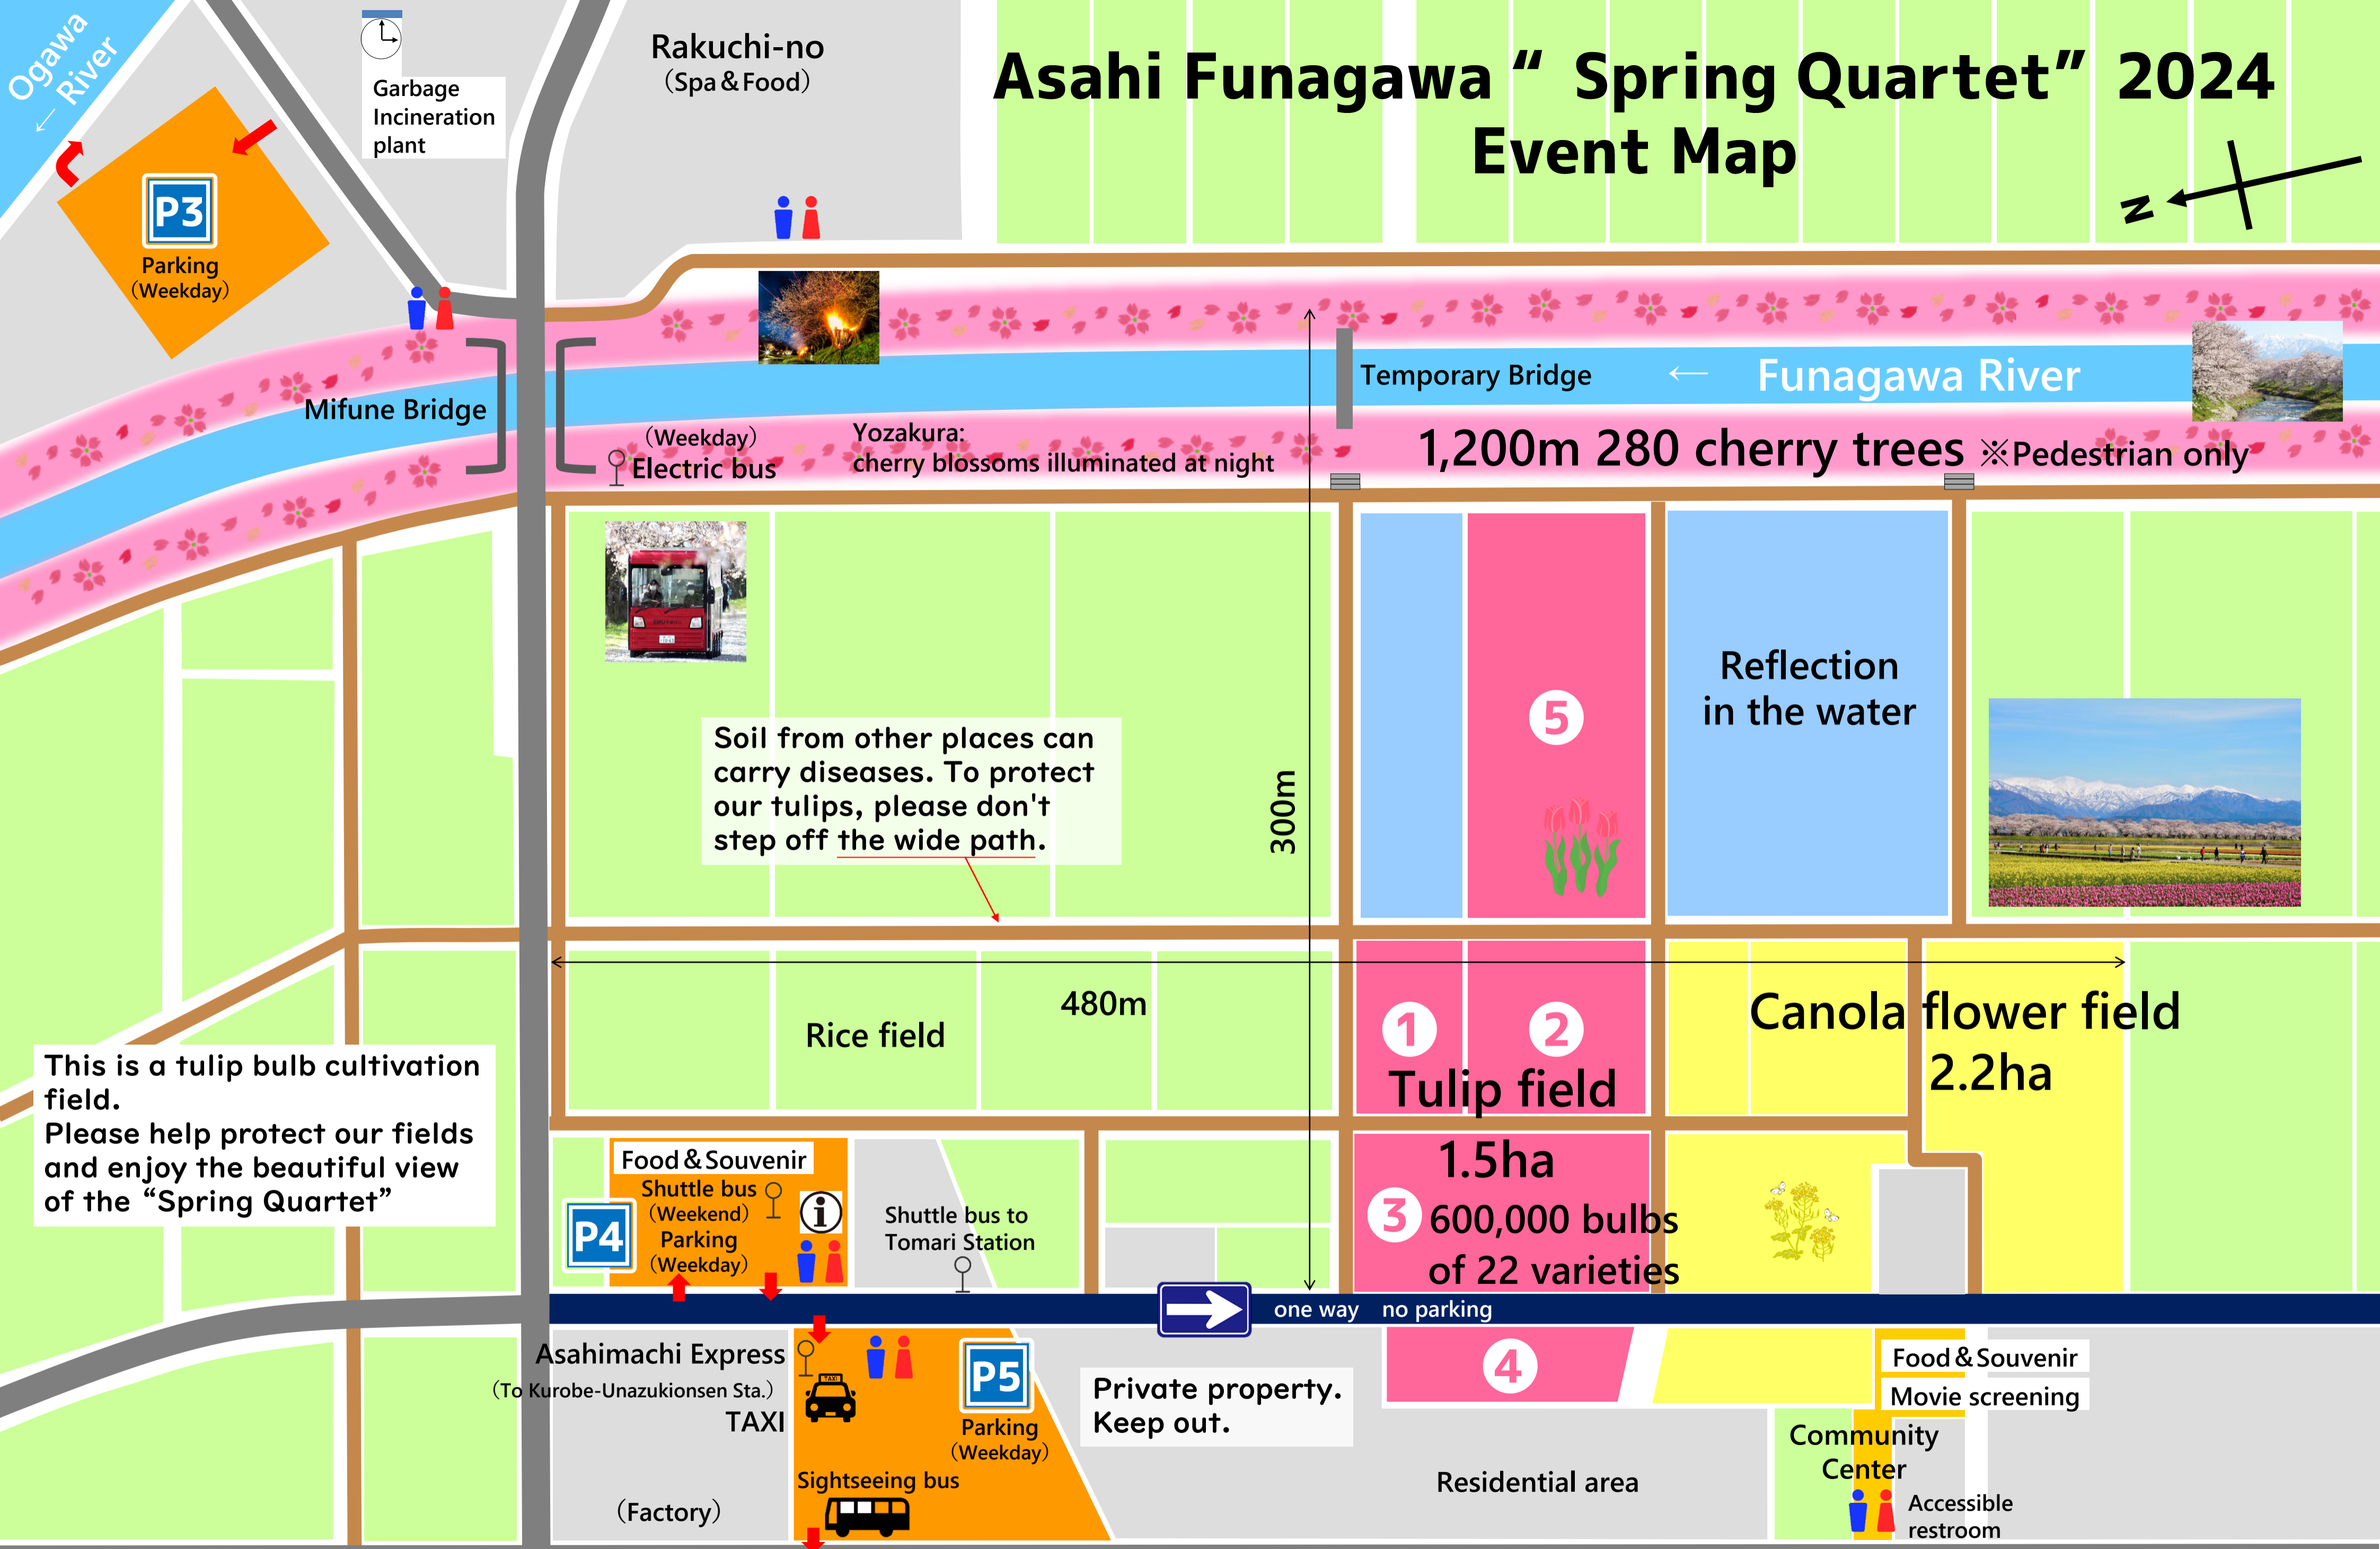 Asahi Funagawa “ Spring Quartet” 2024
Event Map
N
Ogawa
← River
Garbage
Incineration
plant
Rakuchi-no
（Spa＆Food）
P3
Parking
（Weekday）
Mifune Bridge
（Weekday）
Electric bus
Yozakura:
cherry blossoms illuminated at night
Temporary Bridge
← Funagawa River
1,200m 280 cherry trees ※Pedestrian only
Soil from other places can
carry diseases. To protect
our tulips, please don't
step off the wide path.
300m
5
Reflection
in the water
480m
Rice field
1
2
Tulip field
1.5ha
3
600,000 bulbs
of 22 varieties
Canola flower field
2.2ha
This is a tulip bulb cultivation
field.
Please help protect our fields
and enjoy the beautiful view
of the “Spring Quartet”
Food＆Souvenir
Shuttle bus
（Weekend）
Parking
（Weekday）
P4
i
Shuttle bus to
Tomari Station
one way no parking
Asahimachi Express
（To Kurobe-Unazukionsen Sta.）
TAXI
TAXI
P5
Parking
（Weekday）
Sightseeing bus
（Factory）
Private property.
Keep out.
4
Residential area
Food＆Souvenir
Movie screening
Community
Center
Accessible
restroom